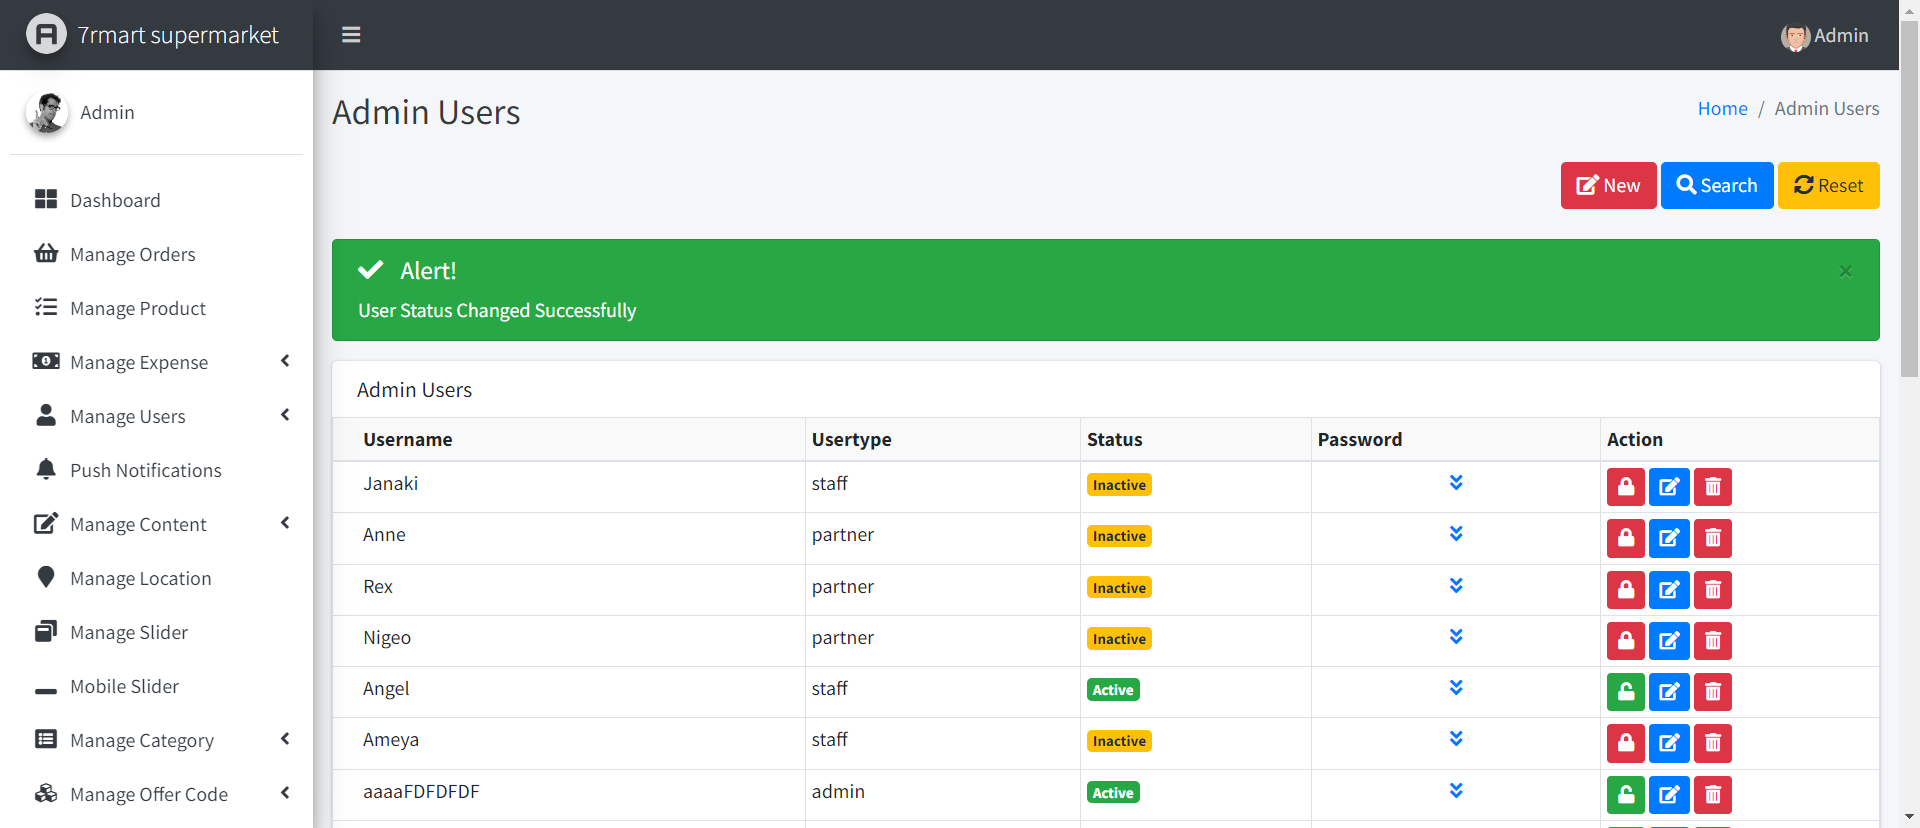 7rmart supermarket
Admin
Admin
Dashboard
Manage Orders
Manage Product
Manage Expense
Manage Users
Push Notifications
Manage Content
Manage Location
Manage Slider
Mobile Slider
Manage Category
Manage Offer Code
Admin Users
Home / Admin Users
New Search Reset
Alert!
×
User Status Changed Successfully
Admin Users
Username Usertype Status Password Action
Janaki staff Inactive
Anne partner Inactive
Rex partner Inactive
Nigeo partner Inactive
Angel staff Active
Ameya staff Inactive
aaaaFDFDFDF admin Active